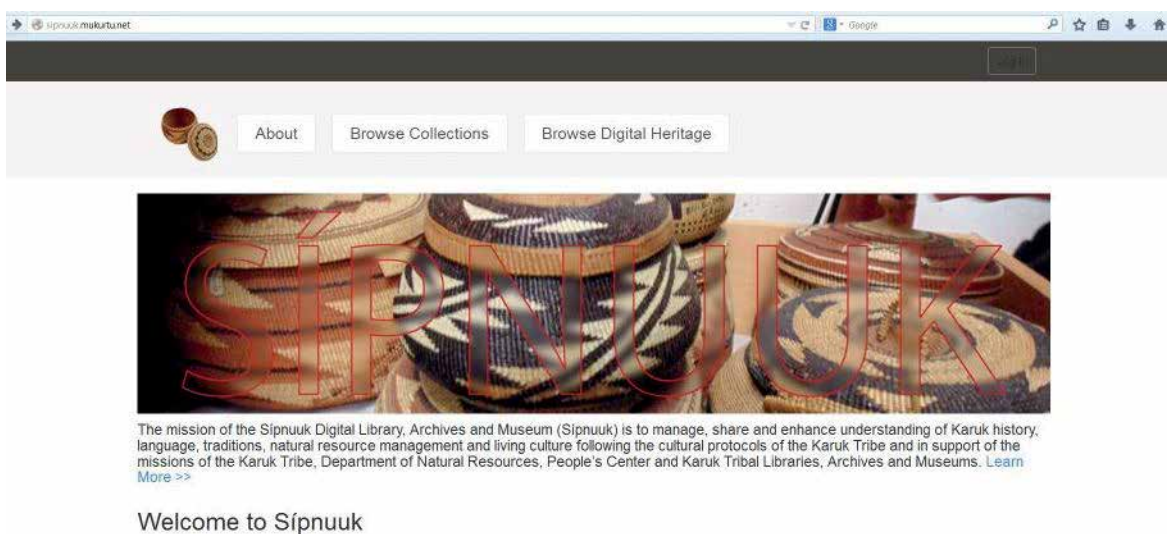 sipnuuk.mukurtu.net
Google
About
Browse Collections
Browse Digital Heritage
SÍPNUUK
The mission of the Sípnuuk Digital Library, Archives and Museum (Sípnuuk) is to manage, share and enhance understanding of Karuk history,
language, traditions, natural resource management and living culture following the cultural protocols of the Karuk Tribe and in support of the
missions of the Karuk Tribe, Department of Natural Resources, People's Center and Karuk Tribal Libraries, Archives and Museums. Learn
More >>
Welcome to Sípnuuk